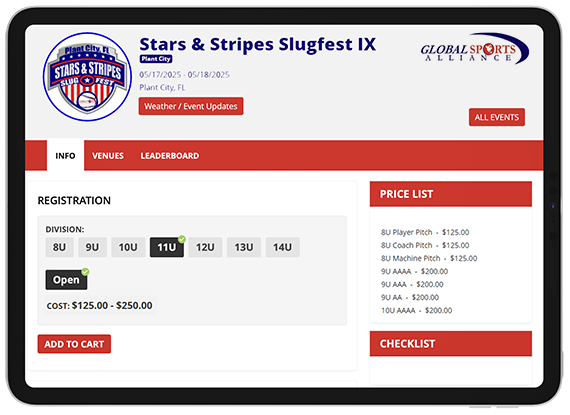 Plant City, FL
STARS & STRIPES
SLUG FEST
Stars & Stripes Slugfest IX
Plant City
05/17/2025 - 05/18/2025
Plant City, FL
Weather / Event Updates
GLOBAL SPORTS
ALLIANCE
ALL EVENTS
INFO VENUES LEADERBOARD
REGISTRATION
DIVISION:
8U 9U 10U 11U 12U 13U 14U
Open
COST: $125.00 - $250.00
ADD TO CART
PRICE LIST
8U Player Pitch - $125.00
8U Coach Pitch - $125.00
8U Machine Pitch - $125.00
9U AAAA - $200.00
9U AAA - $200.00
9U AA - $200.00
10U AAAA - $200.00
CHECKLIST